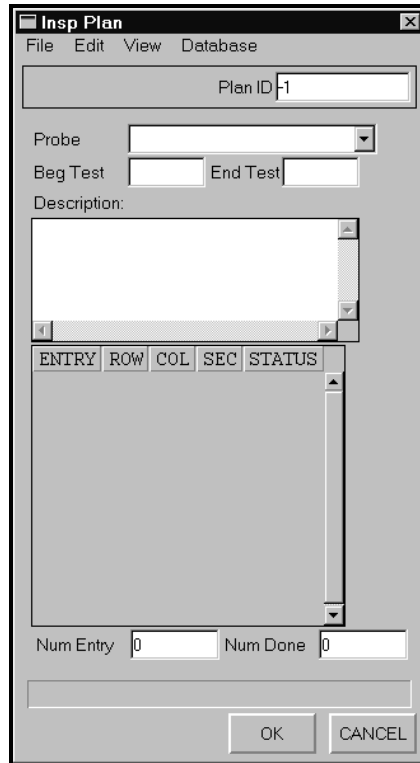 Insp Plan
File Edit View Database
Plan ID -1
Probe
Beg Test End Test
Description:
ENTRY ROW COL SEC STATUS
Num Entry 0 Num Done 0
OK CANCEL